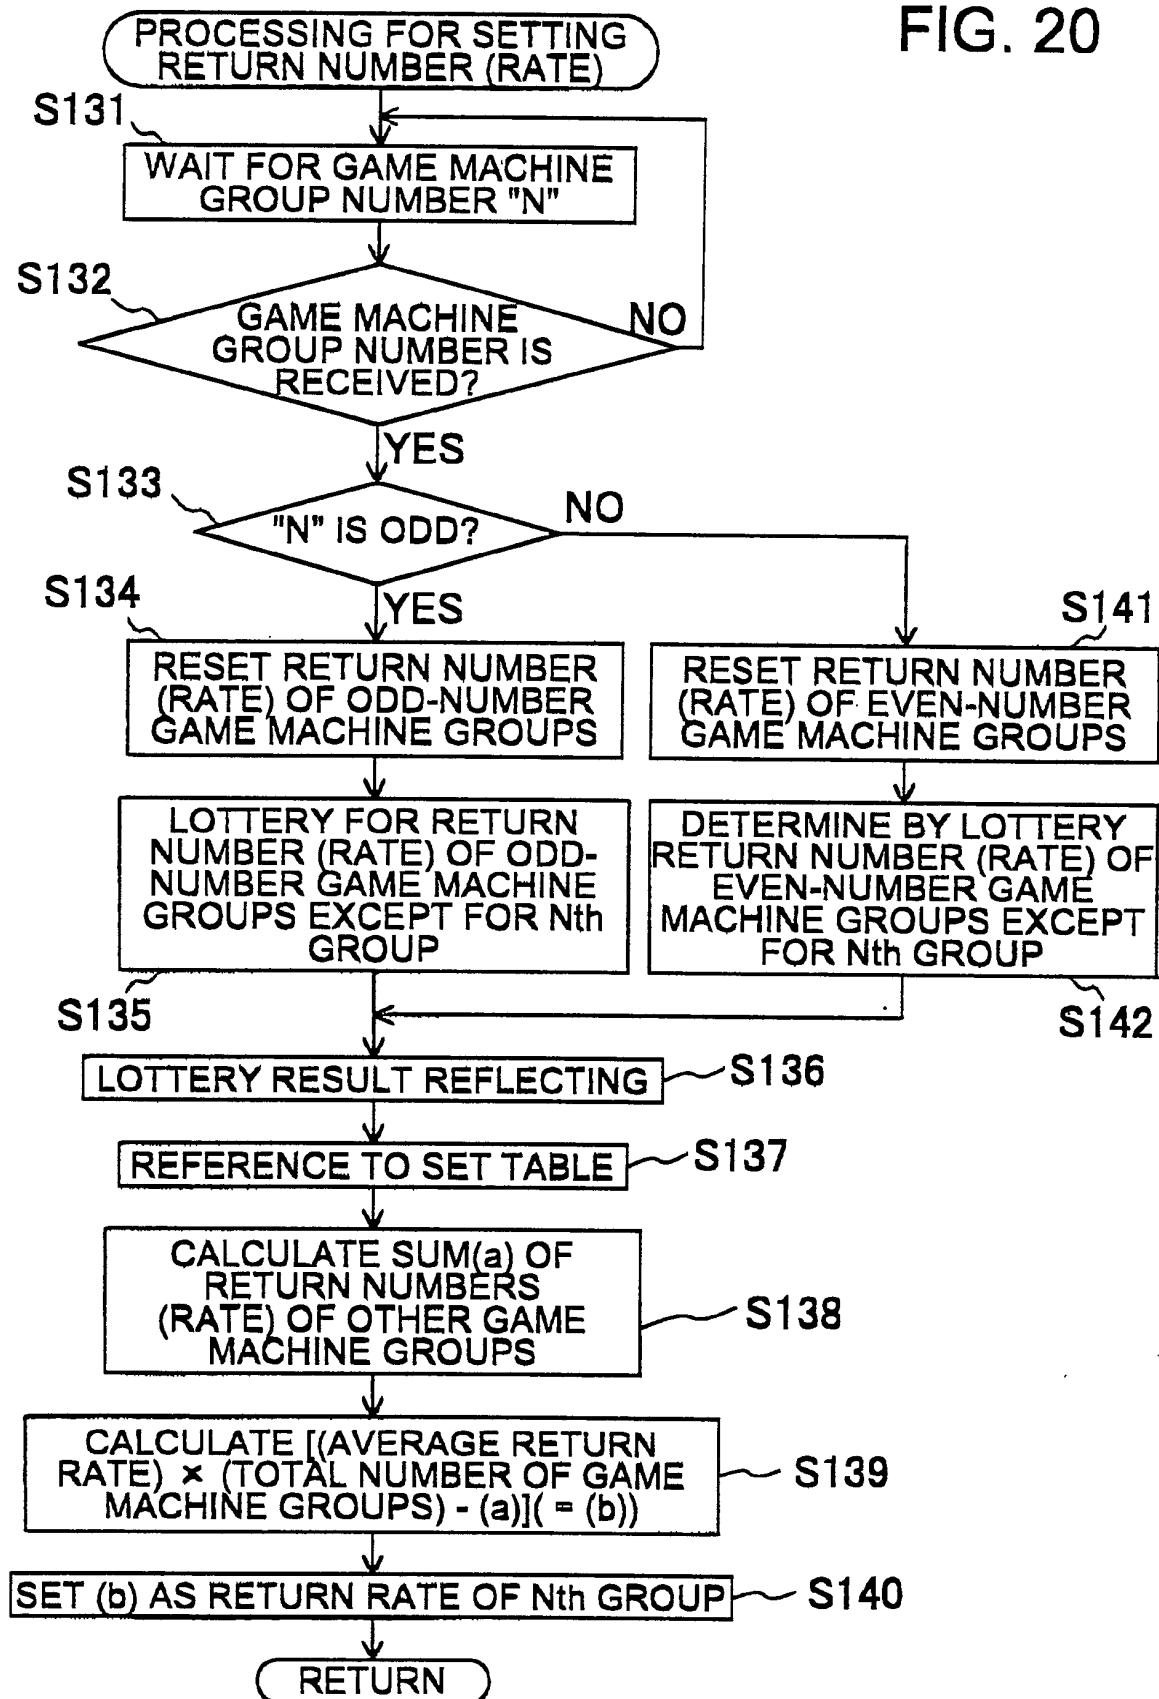 FIG. 20
PROCESSING FOR SETTING
RETURN NUMBER (RATE)
S131
WAIT FOR GAME MACHINE
GROUP NUMBER "N"
S132
GAME MACHINE
GROUP NUMBER IS
RECEIVED?
NO
YES
S133
"N" IS ODD?
NO
YES
S134
RESET RETURN NUMBER
(RATE) OF ODD-NUMBER
GAME MACHINE GROUPS
S141
RESET RETURN NUMBER
(RATE) OF EVEN-NUMBER
GAME MACHINE GROUPS
LOTTERY FOR RETURN
NUMBER (RATE) OF ODD-
NUMBER GAME MACHINE
GROUPS EXCEPT FOR Nth
GROUP
S135
DETERMINE BY LOTTERY
RETURN NUMBER (RATE) OF
EVEN-NUMBER GAME
MACHINE GROUPS EXCEPT
FOR Nth GROUP
S142
LOTTERY RESULT REFLECTING
S136
REFERENCE TO SET TABLE
S137
CALCULATE SUM(a) OF
RETURN NUMBERS
(RATE) OF OTHER GAME
MACHINE GROUPS
S138
CALCULATE [(AVERAGE RETURN
RATE) × (TOTAL NUMBER OF GAME
MACHINE GROUPS) - (a)]( = (b))
S139
SET (b) AS RETURN RATE OF Nth GROUP
S140
RETURN